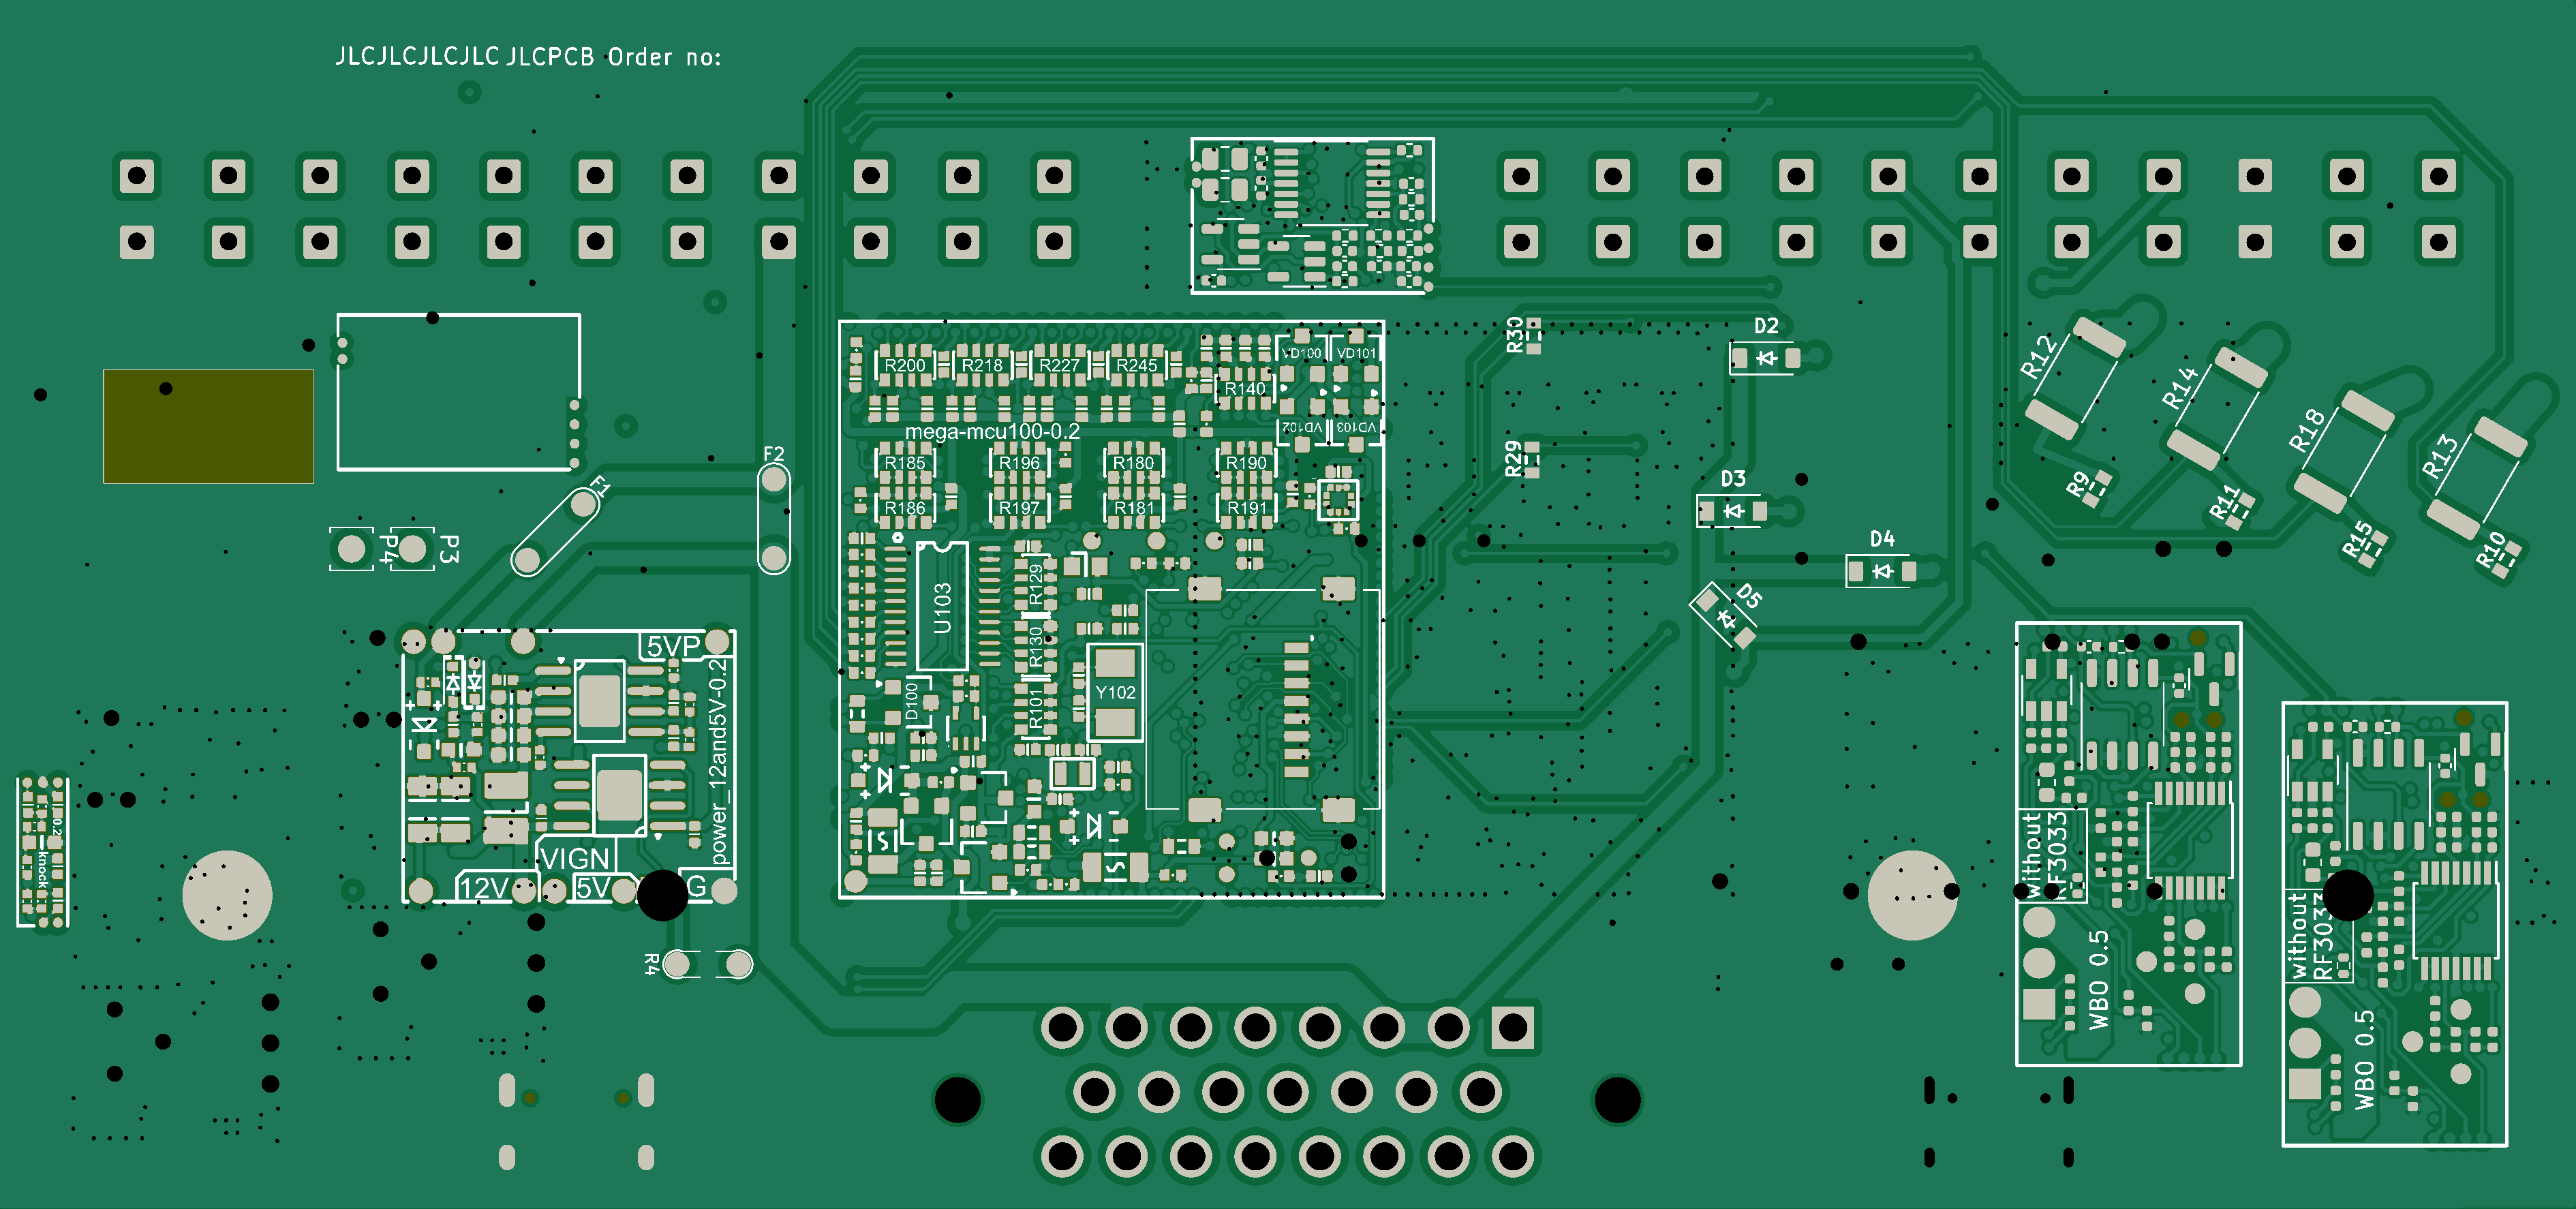 JLCJLCJLCJLC JLCPCB Order no:
R30
D2
R12
R14
R18
R13
R200
R218
R227
R245
R140
VD100
VD101
VD102
VD103
mega-mcu100-0.2
R185
R196
R180
R190
R186
R197
R181
R191
R29
D3
R9
R11
R15
R10
F2
F1
P4
P3
D4
D5
U103
R129
R130
R101
Y102
D100
5VP
power_12and5V-0.2
VIGN
12V
5V
G
0.2
knock
R4
without
RF3033
WBO 0.5
without
WBO 0.5